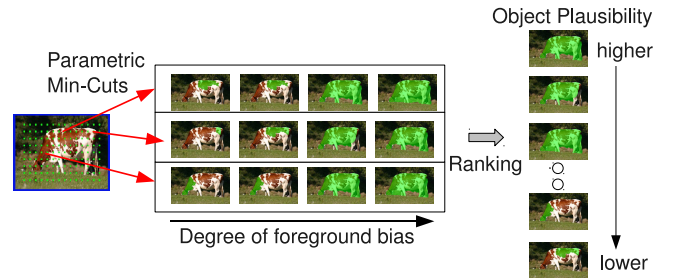 Parametric
Min-Cuts
Degree of foreground bias
Ranking
Object Plausibility
higher
lower